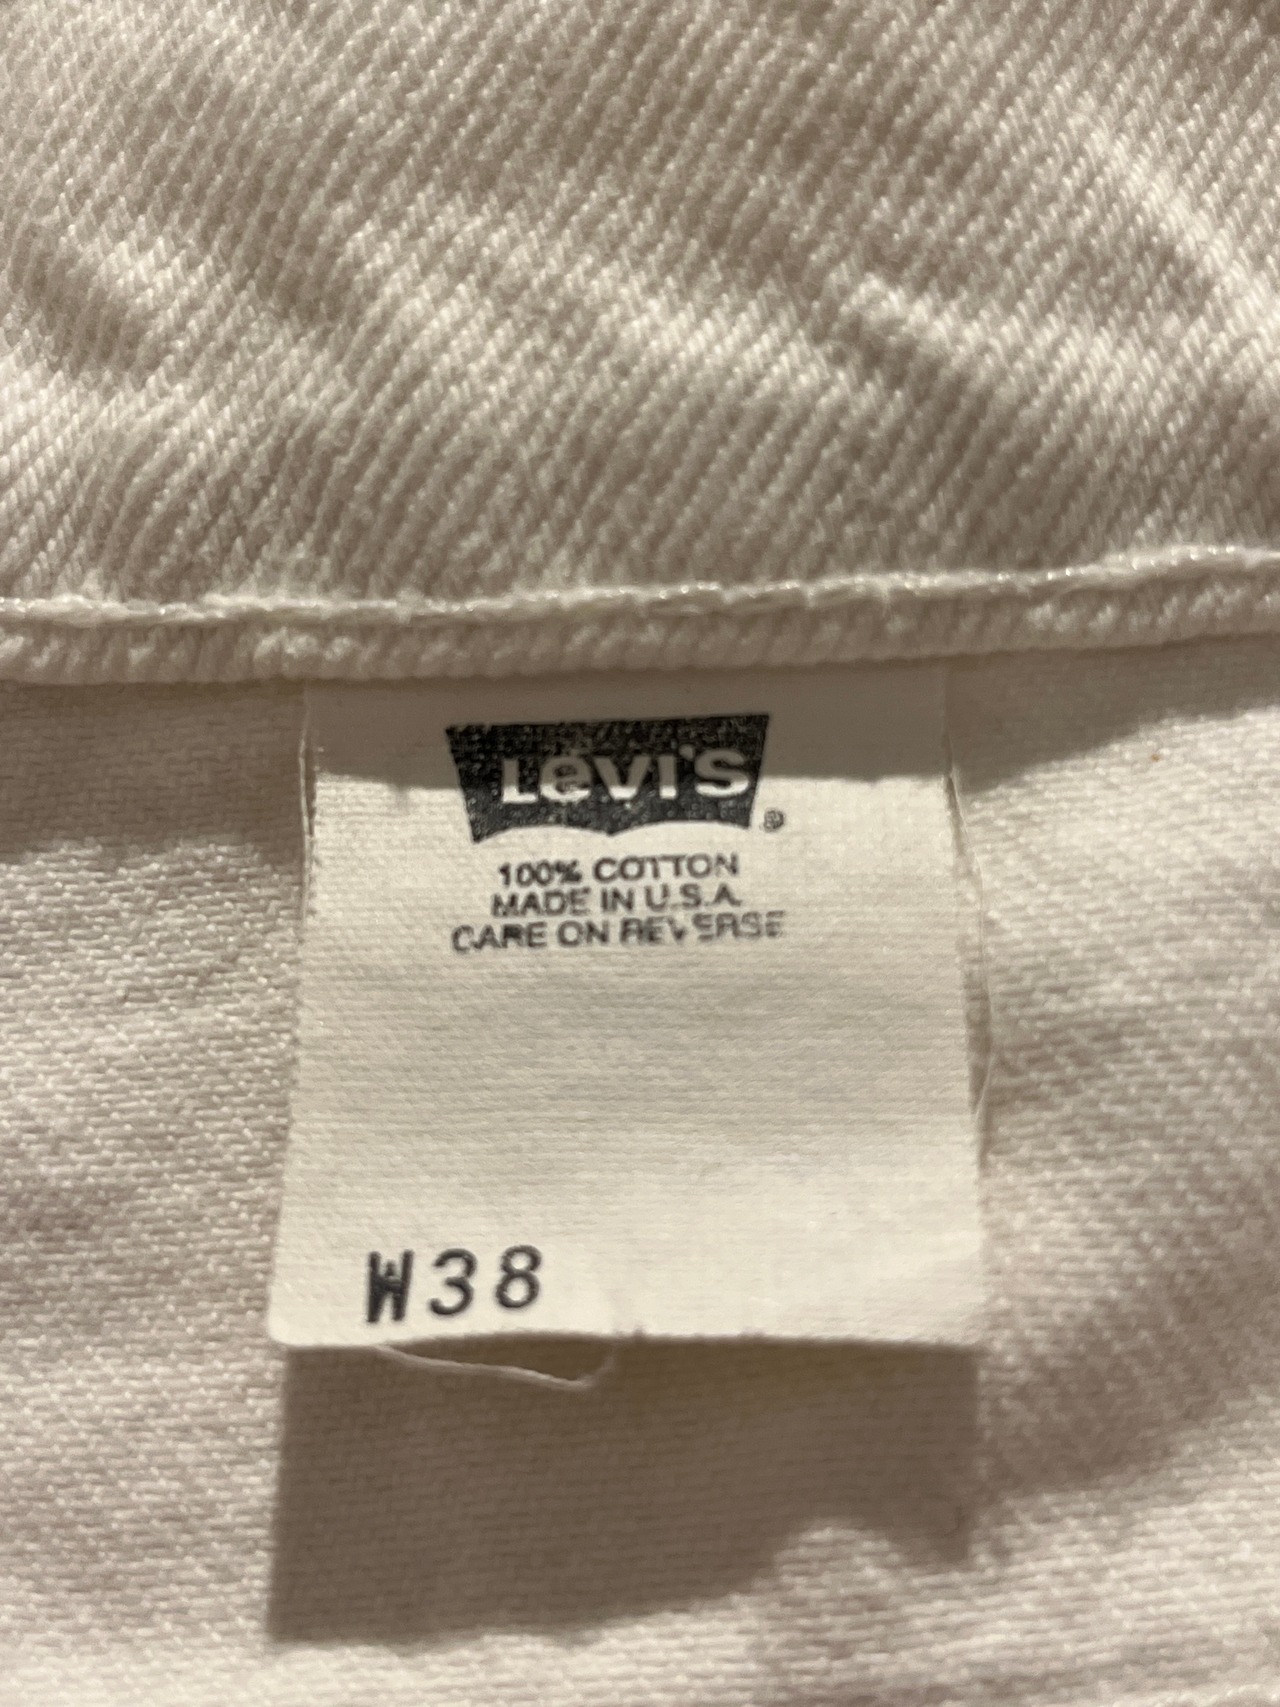 Levi's®
100% COTTON
MADE IN U.S.A.
CARE ON REVERSE
W38